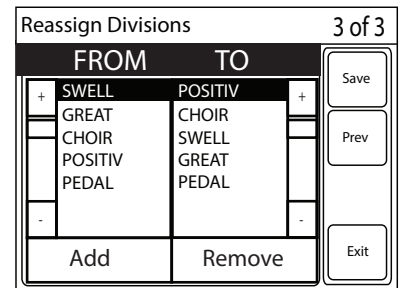 Reassign Divisions 3 of 3
FROM TO
+ SWELL POSITIV + Save
GREAT CHOIR
CHOIR SWELL Prev
POSITIV GREAT
PEDAL PEDAL
- -
Add Remove Exit